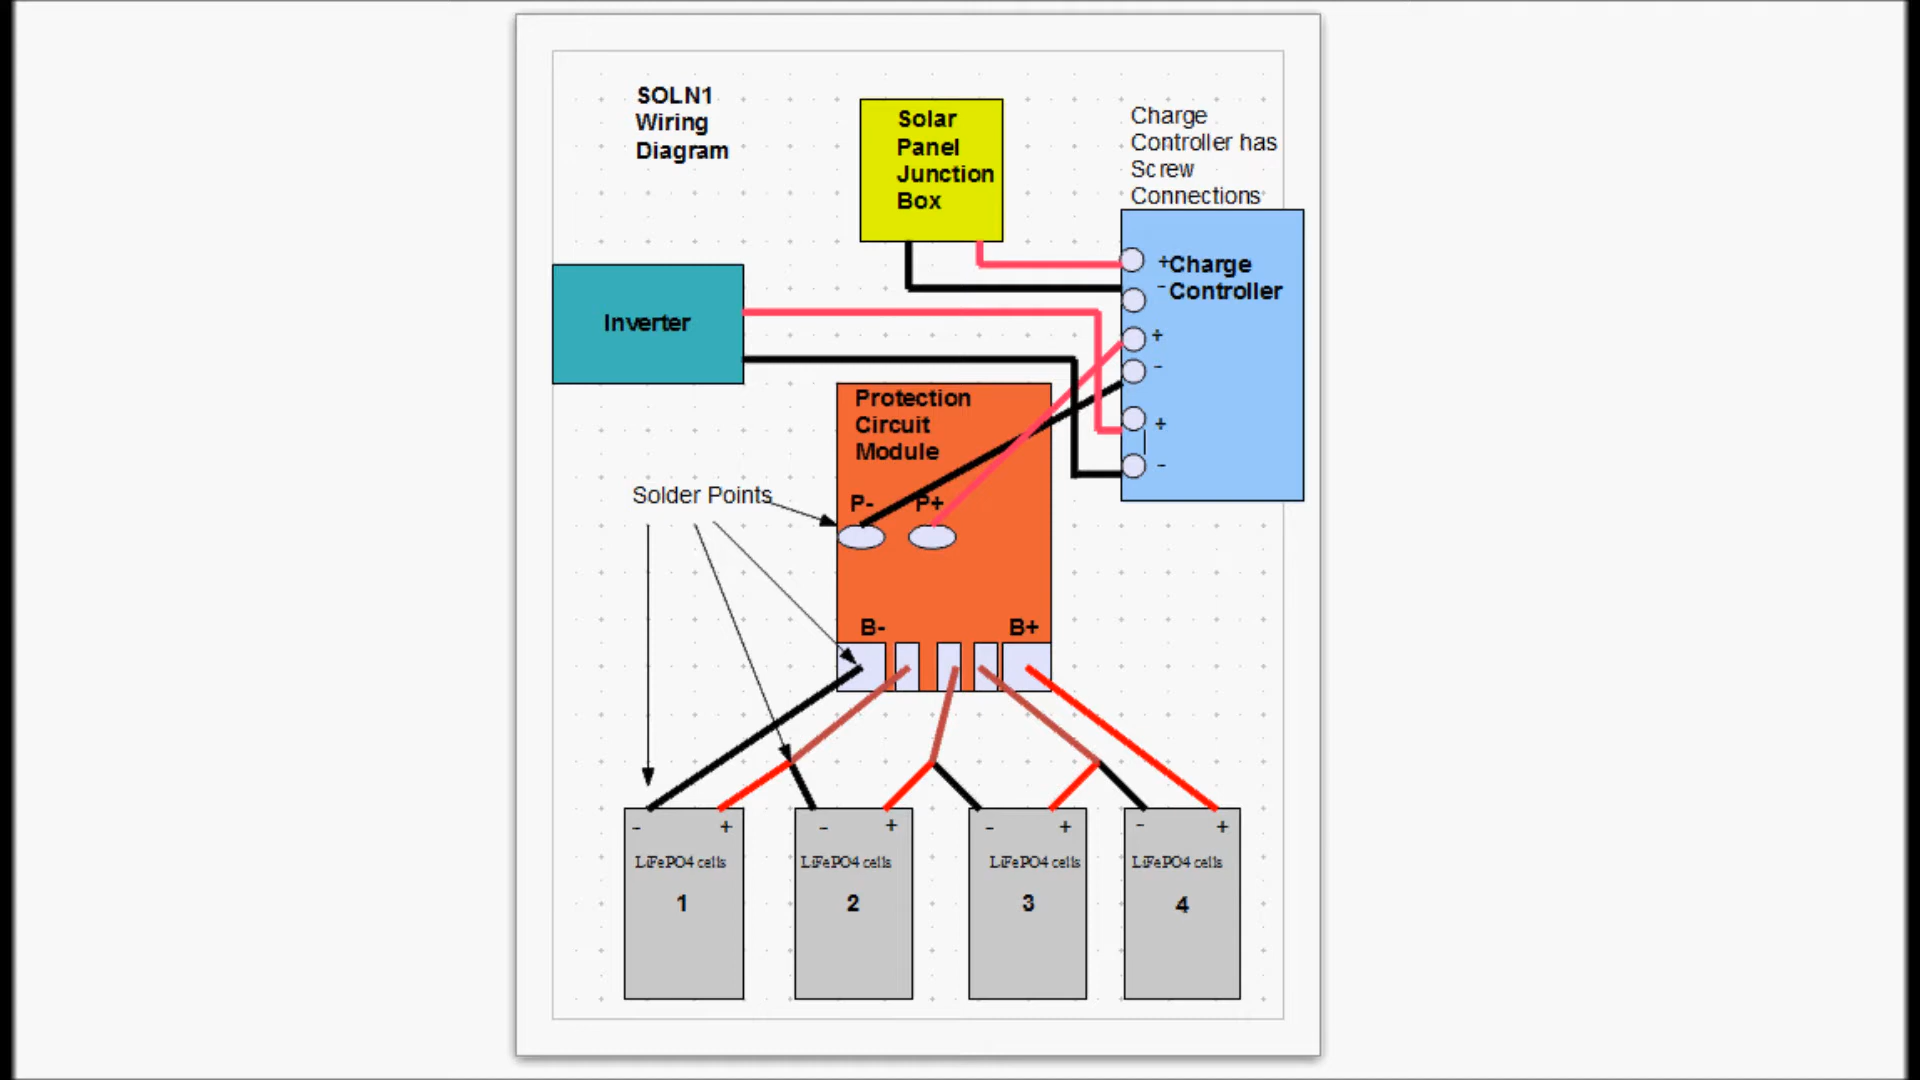 SOLN1
Wiring
Diagram
Solar
Panel
Junction
Box
Charge
Controller has
Screw
Connections
+Charge
-Controller
+
-
+
-
Inverter
Protection
Circuit
Module
Solder Points
P- P+
B- B+
- + - + - + - +
LiFePO4 cells LiFePO4 cells LiFePO4 cells LiFePO4 cells
1 2 3 4